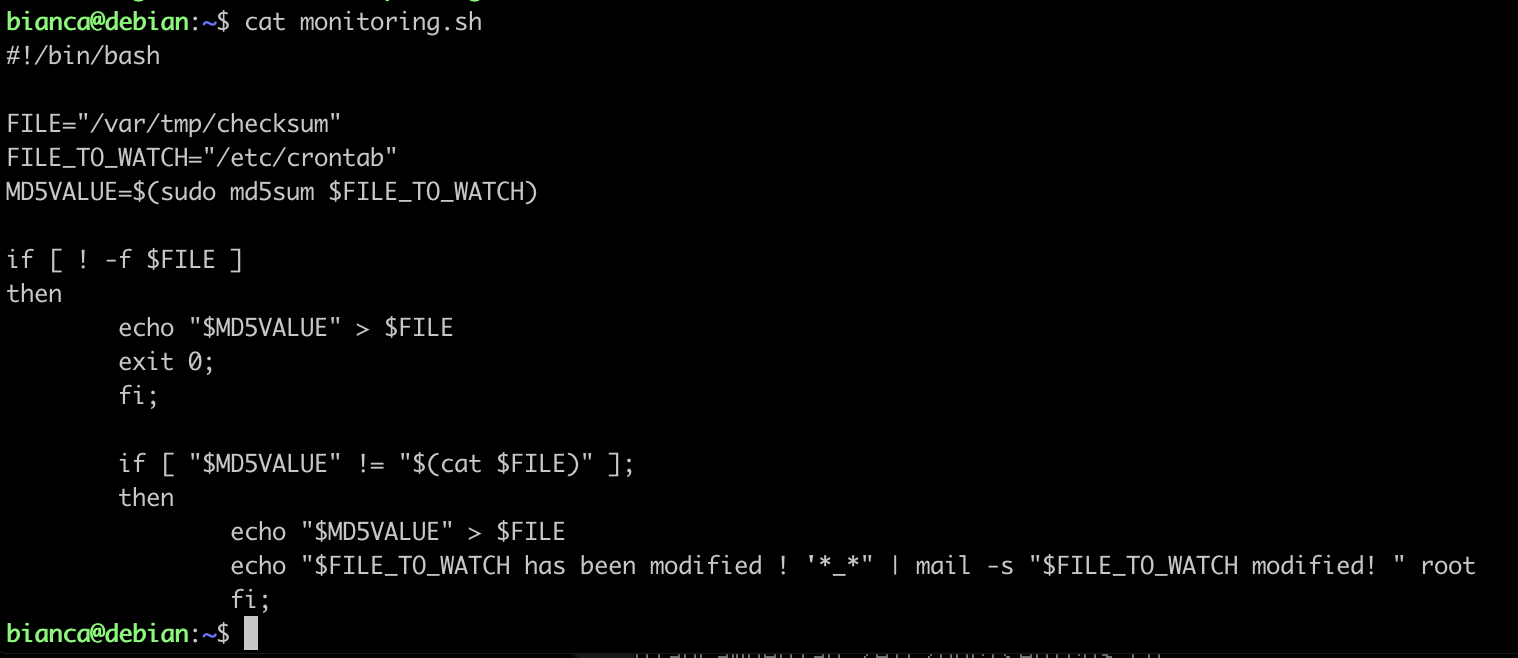 bianca@debian:~$ cat monitoring.sh
#!/bin/bash

FILE="/var/tmp/checksum"
FILE_TO_WATCH="/etc/crontab"
MD5VALUE=$(sudo md5sum $FILE_TO_WATCH)

if [ ! -f $FILE ]
then
        echo "$MD5VALUE" > $FILE
        exit 0;
        fi;

        if [ "$MD5VALUE" != "$(cat $FILE)" ];
        then
                echo "$MD5VALUE" > $FILE
                echo "$FILE_TO_WATCH has been modified ! '*_*" | mail -s "$FILE_TO_WATCH modified! " root
                fi;
bianca@debian:~$